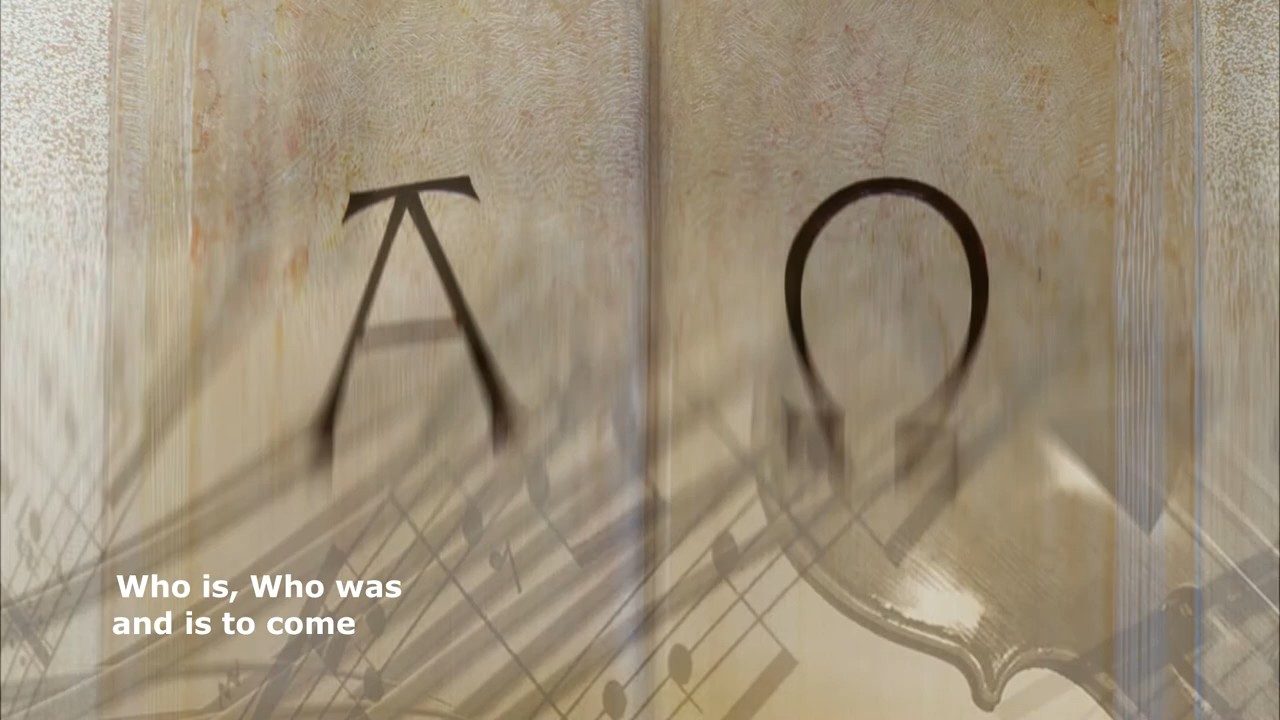 Α Ω
Who is, Who was
and is to come